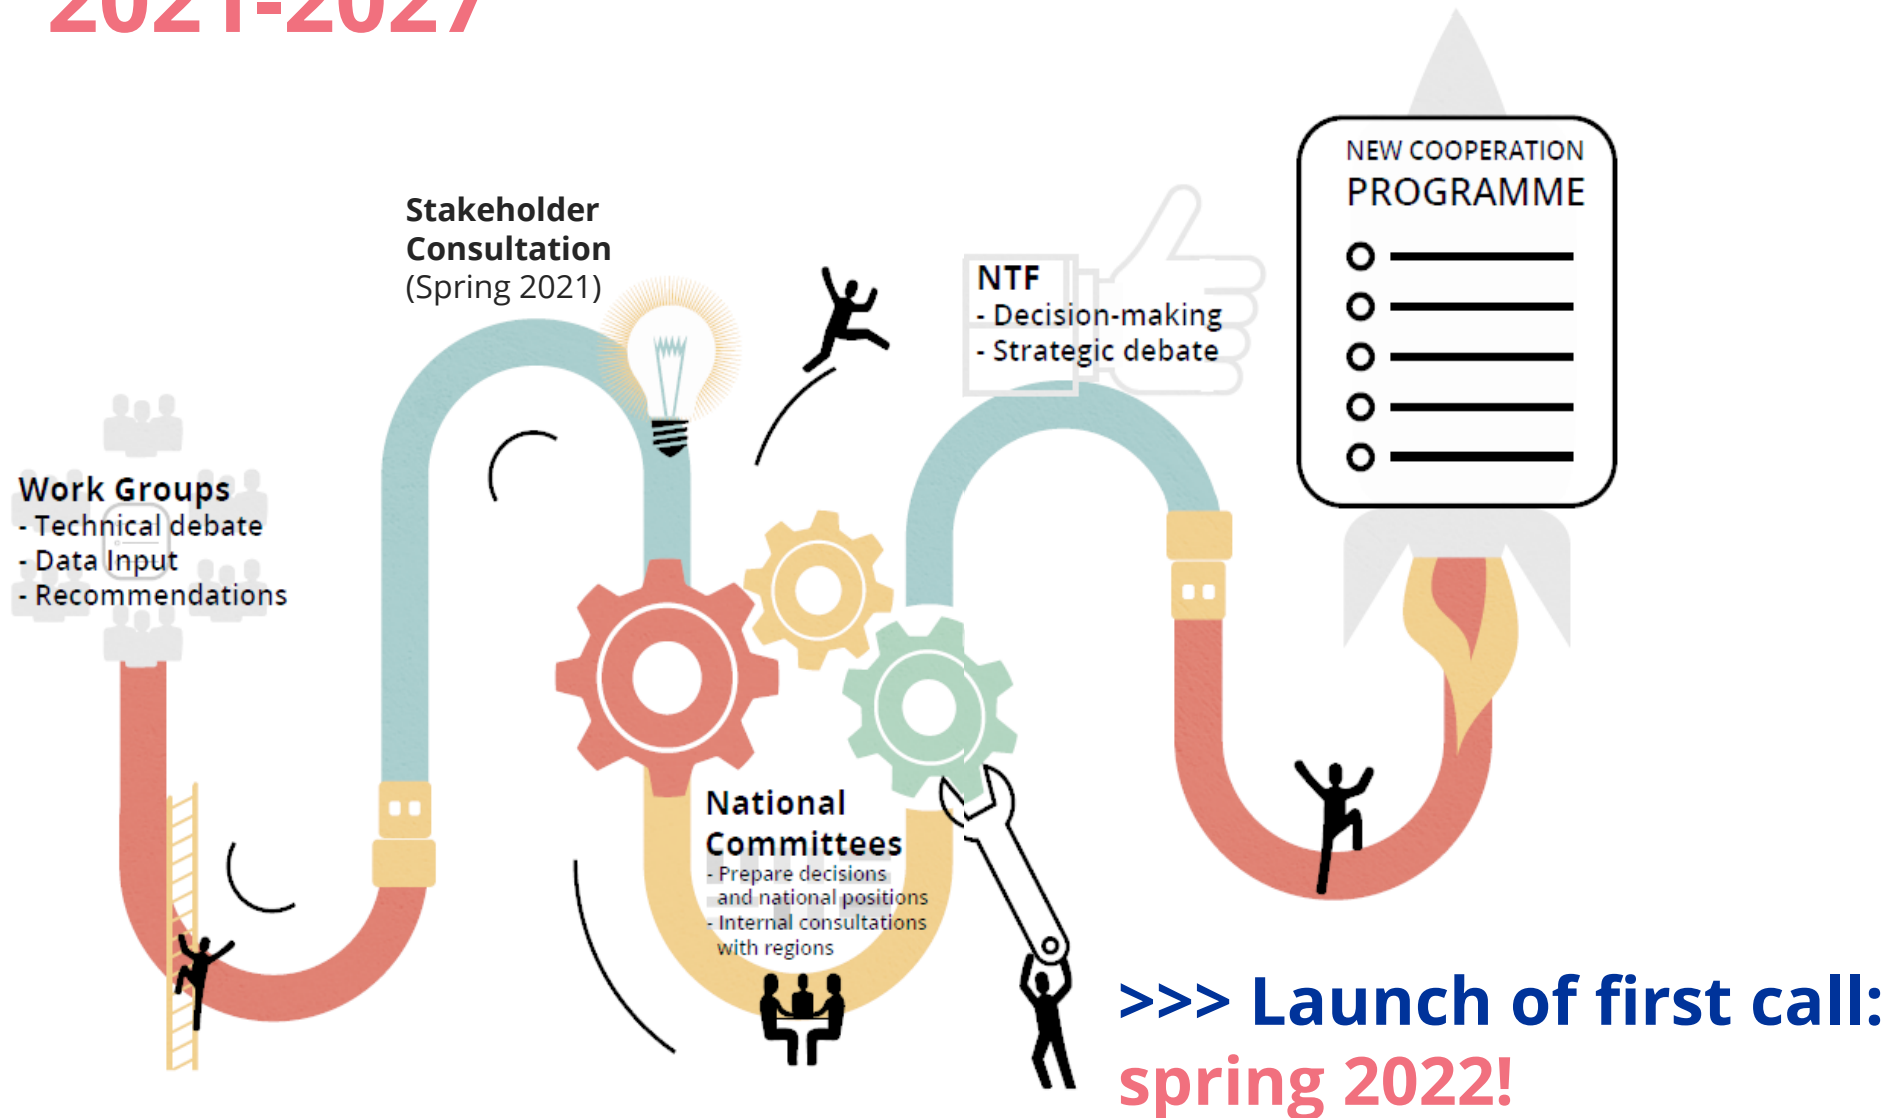 2021-2027
Work Groups
- Technical debate
- Data Input
- Recommendations
Stakeholder
Consultation
(Spring 2021)
National
Committees
- Prepare decisions
and national positions
- Internal consultations
with regions
NTF
- Decision-making
- Strategic debate
NEW COOPERATION
PROGRAMME
>>> Launch of first call:
spring 2022!